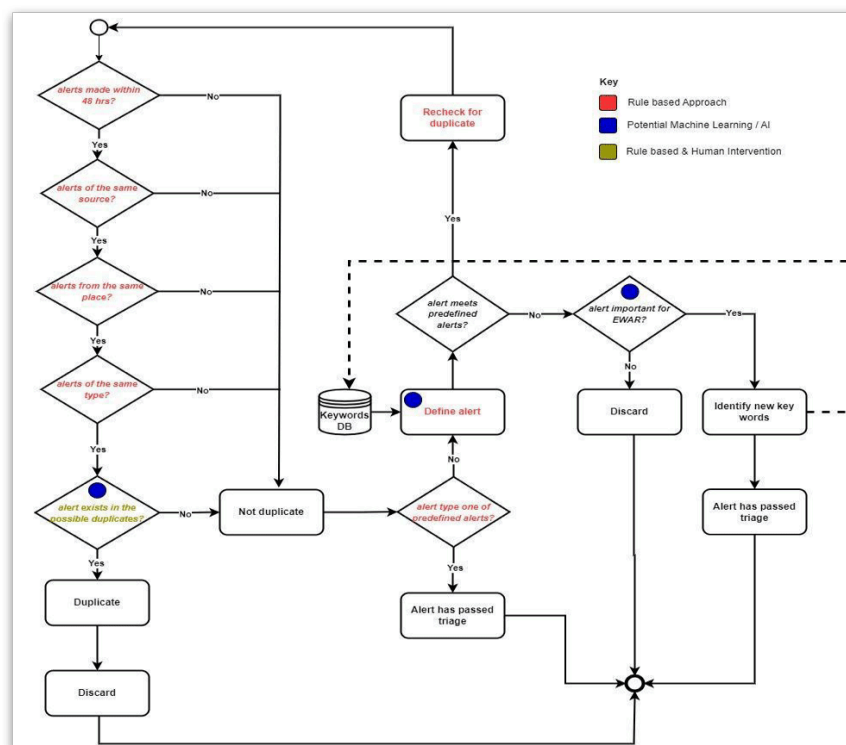 alerts made within
48 hrs?
No
Yes
alerts of the same
source?
No
Yes
alerts from the same
place?
No
Yes
alerts of the same
type?
No
Yes
alert exists in the
possible duplicates?
No
Yes
Duplicate
Discard
Not duplicate
alert type one of
predefined alerts?
No
Yes
Alert has passed
triage
Keywords
DB
Define alert
alert meets
predefined
alerts?
Yes
No
Recheck for
duplicate
alert important for
EWAR?
No
Yes
Discard
Identify new key
words
Alert has passed
triage
Key
Rule based Approach
Potential Machine Learning / AI
Rule based & Human Intervention